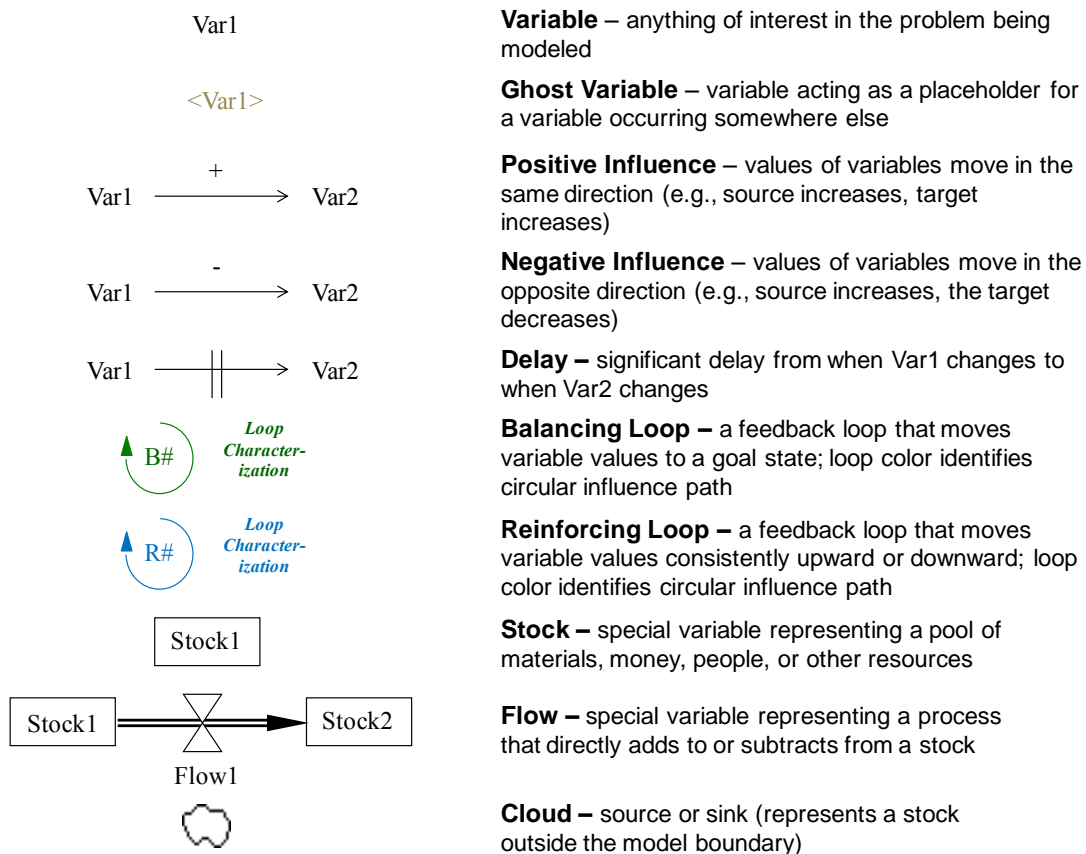 Var1
Variable – anything of interest in the problem being
modeled
<Var1>
Ghost Variable – variable acting as a placeholder for
a variable occurring somewhere else
+
Var1 Var2
Positive Influence – values of variables move in the
same direction (e.g., source increases, target
increases)
-
Var1 Var2
Negative Influence – values of variables move in the
opposite direction (e.g., source increases, the target
decreases)
Var1 Var2
Delay – significant delay from when Var1 changes to
when Var2 changes
B#
Loop
Character-
ization
Balancing Loop – a feedback loop that moves
variable values to a goal state; loop color identifies
circular influence path
R#
Loop
Character-
ization
Reinforcing Loop – a feedback loop that moves
variable values consistently upward or downward; loop
color identifies circular influence path
Stock1
Stock – special variable representing a pool of
materials, money, people, or other resources
Stock1 Stock2
Flow1
Flow – special variable representing a process
that directly adds to or subtracts from a stock
Cloud – source or sink (represents a stock
outside the model boundary)